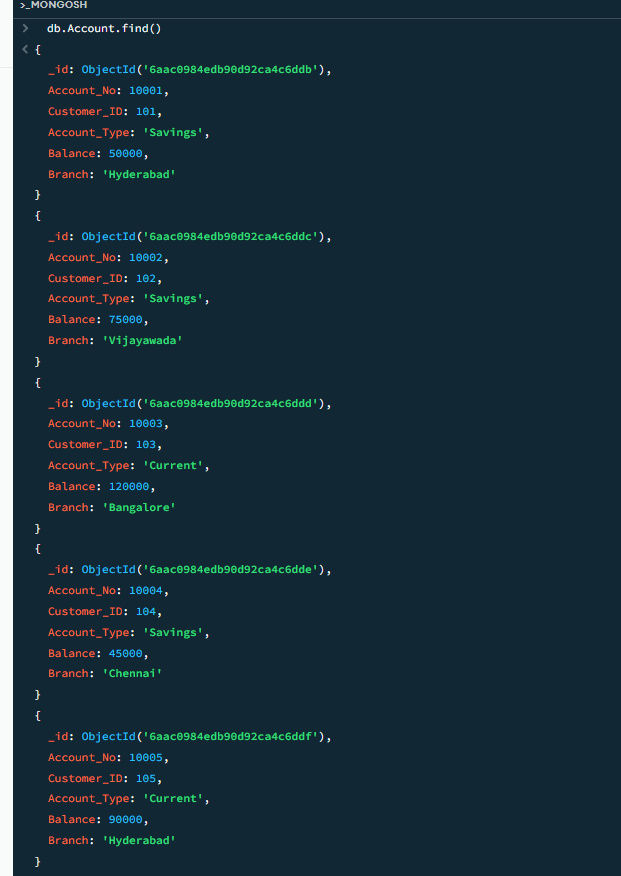 >_MONGOSH
> db.Account.find()
< {
_id: ObjectId('6aac0984edb90d92ca4c6ddb'),
Account_No: 10001,
Customer_ID: 101,
Account_Type: 'Savings',
Balance: 50000,
Branch: 'Hyderabad'
}
{
_id: ObjectId('6aac0984edb90d92ca4c6ddc'),
Account_No: 10002,
Customer_ID: 102,
Account_Type: 'Savings',
Balance: 75000,
Branch: 'Vijayawada'
}
{
_id: ObjectId('6aac0984edb90d92ca4c6ddd'),
Account_No: 10003,
Customer_ID: 103,
Account_Type: 'Current',
Balance: 120000,
Branch: 'Bangalore'
}
{
_id: ObjectId('6aac0984edb90d92ca4c6dde'),
Account_No: 10004,
Customer_ID: 104,
Account_Type: 'Savings',
Balance: 45000,
Branch: 'Chennai'
}
{
_id: ObjectId('6aac0984edb90d92ca4c6ddf'),
Account_No: 10005,
Customer_ID: 105,
Account_Type: 'Current',
Balance: 90000,
Branch: 'Hyderabad'
}